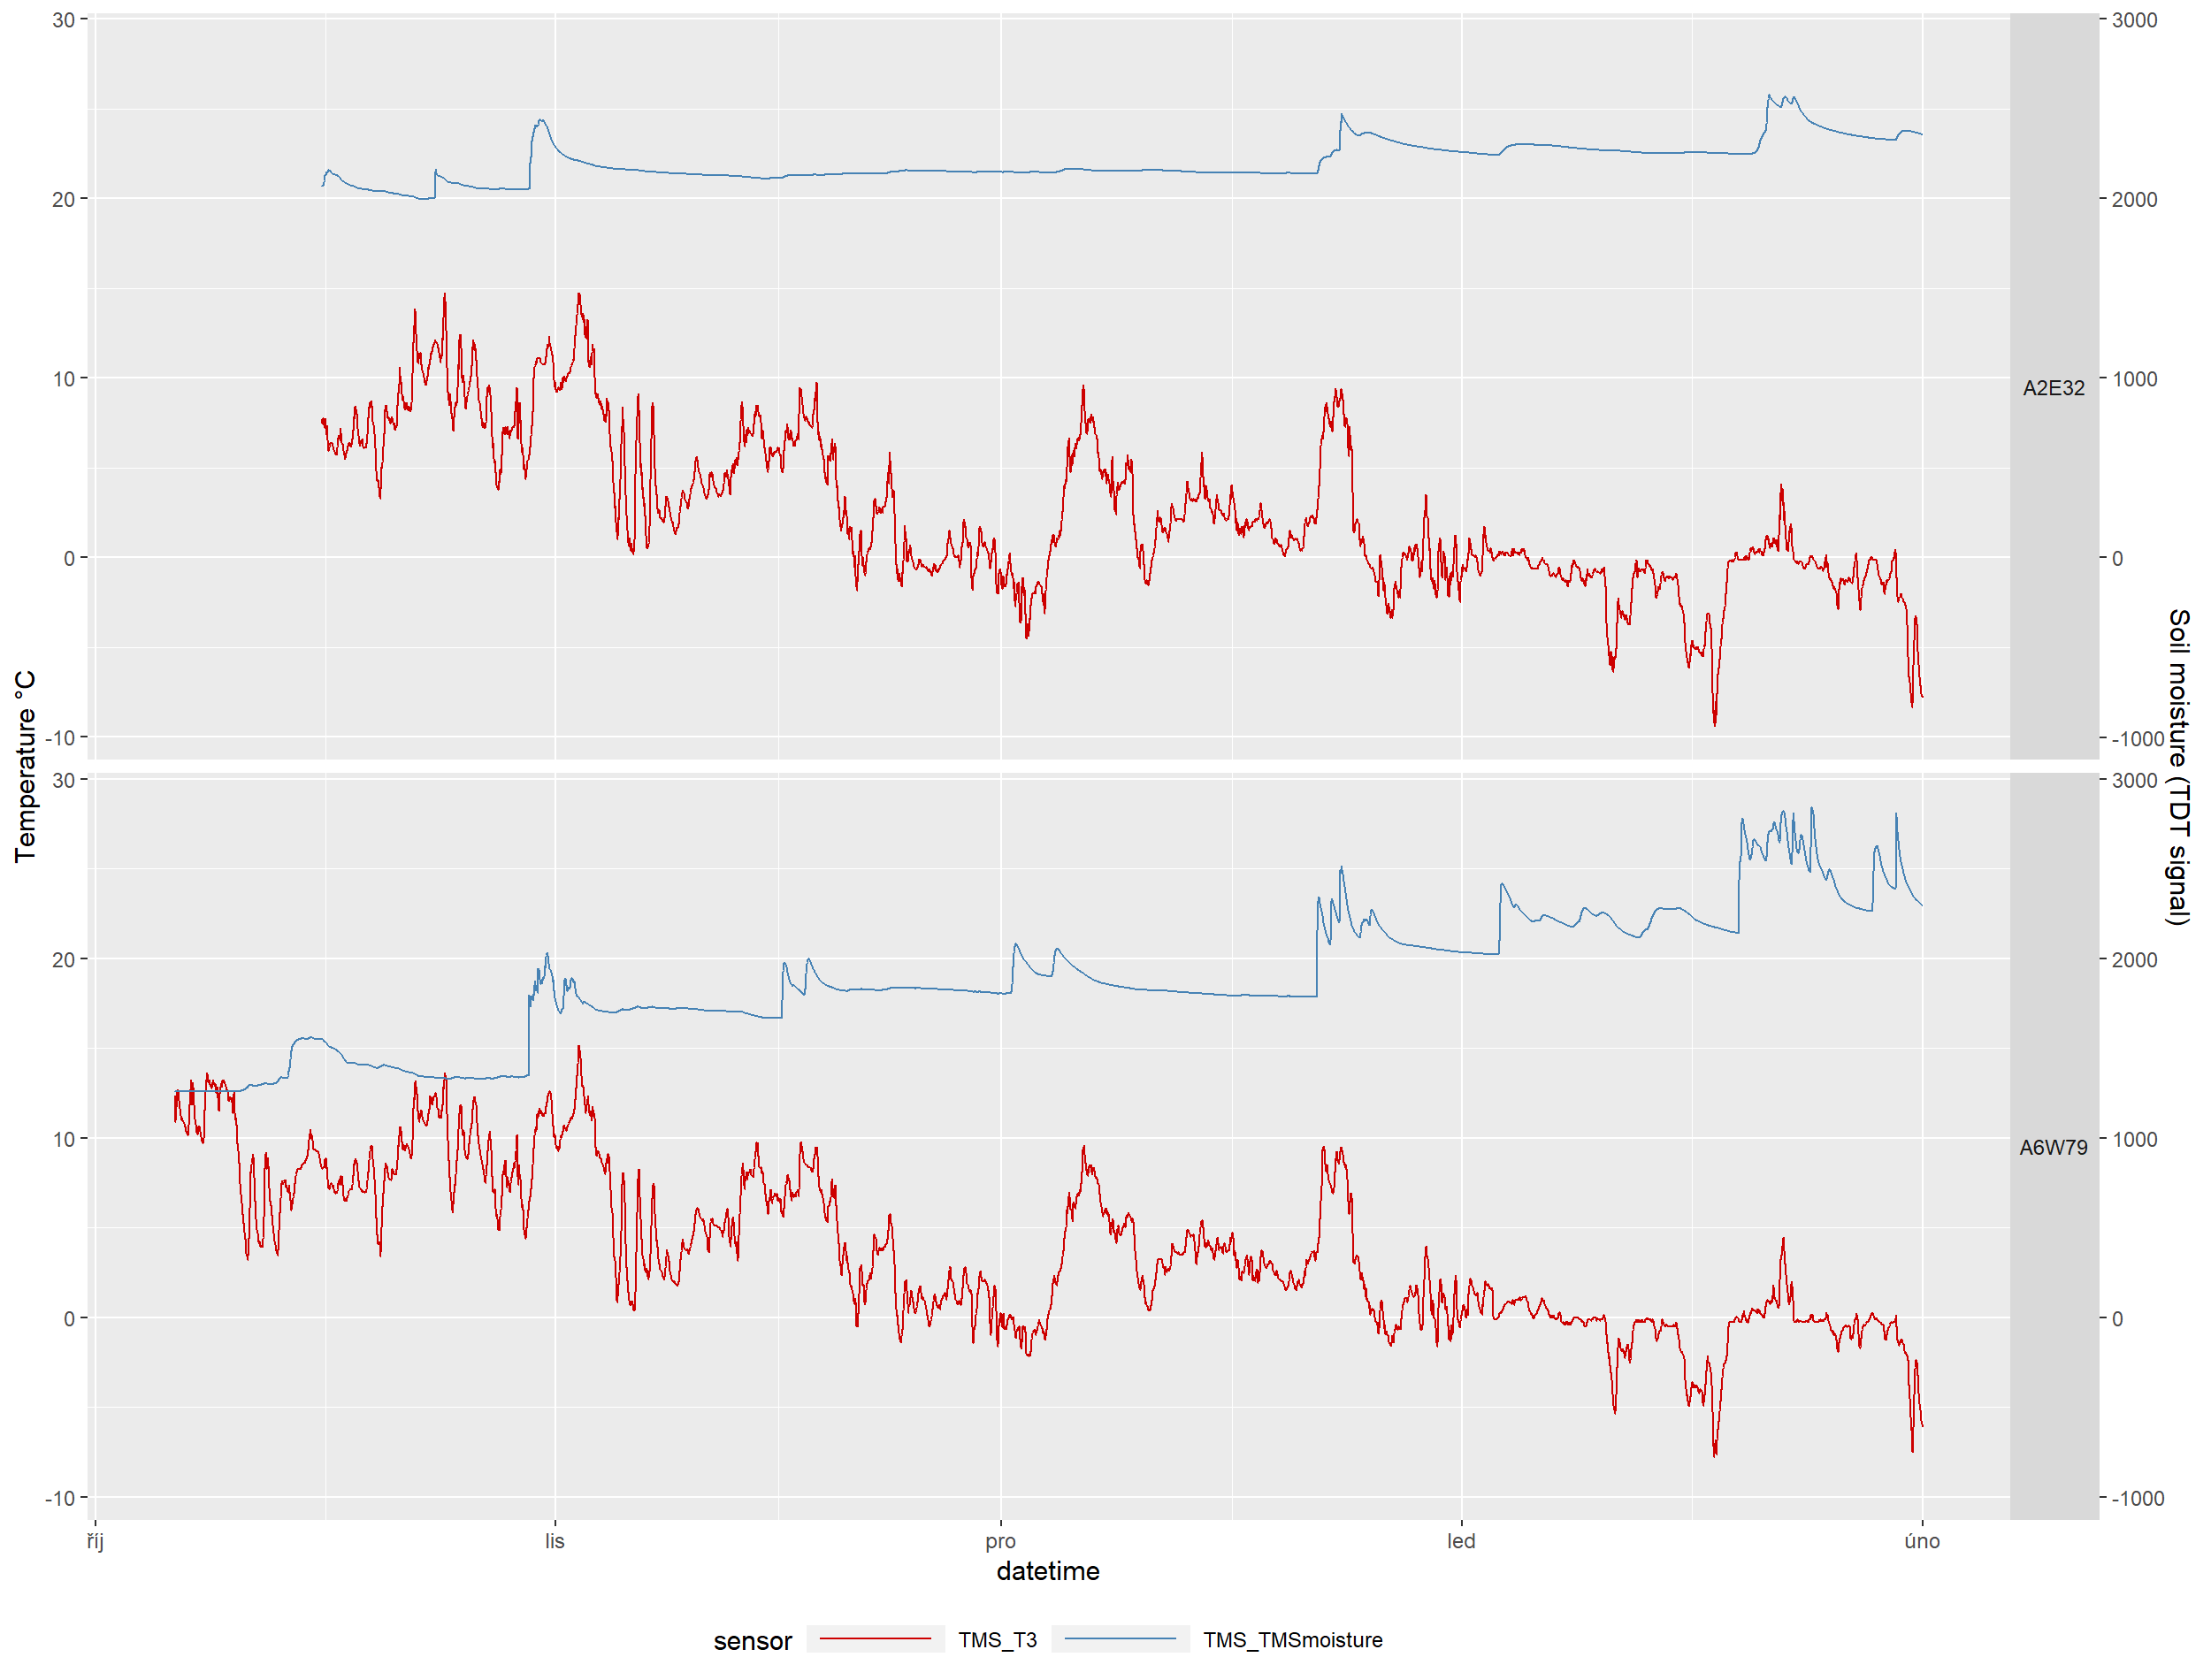 30
20
10
0
-10
3000
2000
1000
0
-1000
A2E32
30
20
10
0
-10
3000
2000
1000
0
-1000
A6W79
Temperature °C
Soil moisture (TDT signal)
říj
lis
pro
led
úno
datetime
sensor
TMS_T3
TMS_TMSmoisture